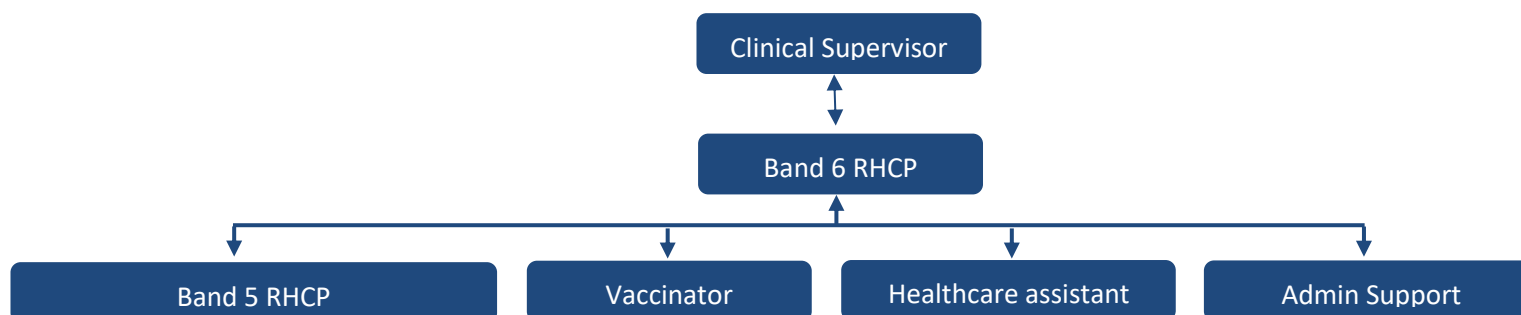 Clinical Supervisor
Band 6 RHCP
Band 5 RHCP
Vaccinator
Healthcare assistant
Admin Support